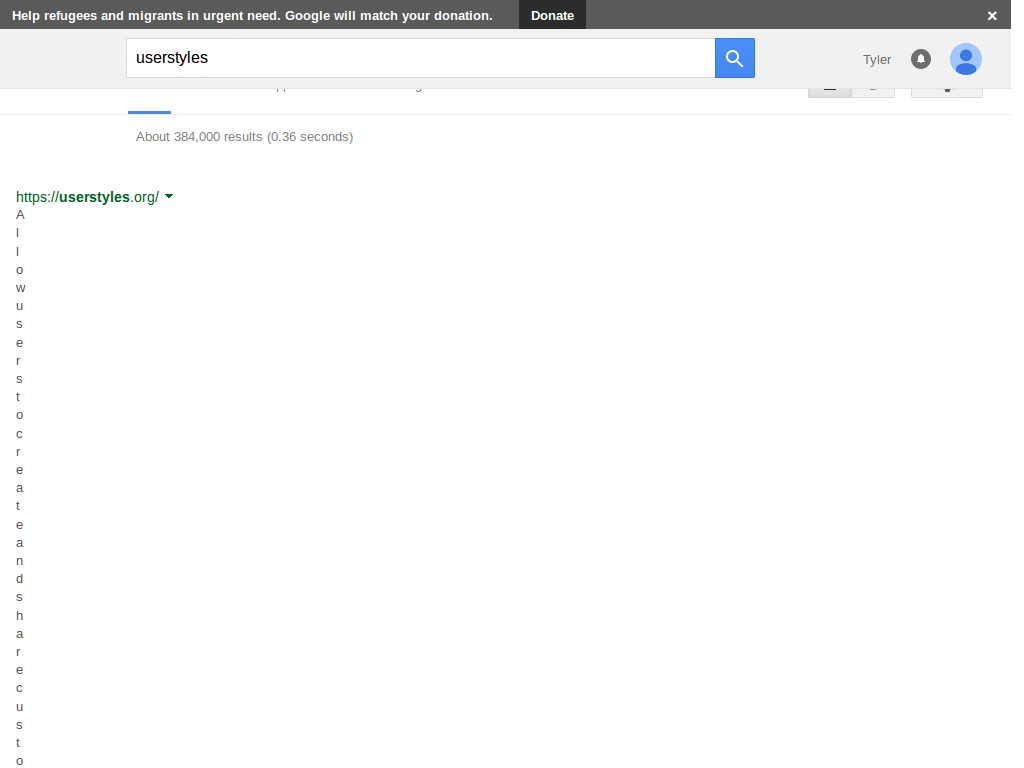 Help refugees and migrants in urgent need. Google will match your donation. Donate ×
userstyles
Tyler
About 384,000 results (0.36 seconds)
https://userstyles.org/
A
l
l
o
w
u
s
e
r
s
t
o
c
r
e
a
t
e
a
n
d
s
h
a
r
e
c
u
s
t
o